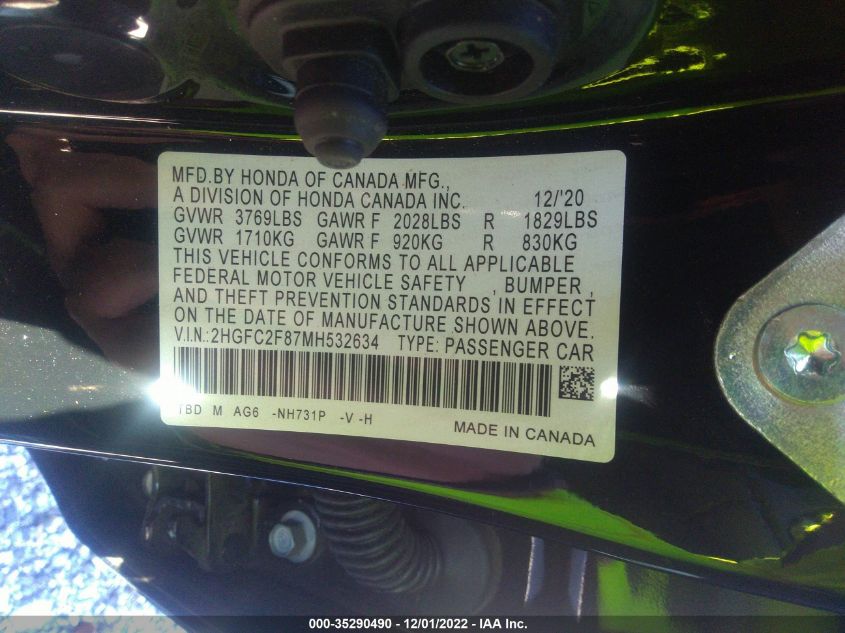 MFD.BY HONDA OF CANADA MFG.,
A DIVISION OF HONDA CANADA INC. 12/'20
GVWR 3769LBS GAWR F 2028LBS R 1829LBS
GVWR 1710KG GAWR F 920KG R 830KG
THIS VEHICLE CONFORMS TO ALL APPLICABLE
FEDERAL MOTOR VEHICLE SAFETY , BUMPER ,
AND THEFT PREVENTION STANDARDS IN EFFECT
ON THE DATE OF MANUFACTURE SHOWN ABOVE.
V.I.N.:2HGFC2F87MH532634 TYPE: PASSENGER CAR
TBD M AG6 -NH731P -V -H
MADE IN CANADA
000-35290490 - 12/01/2022 - IAA Inc.